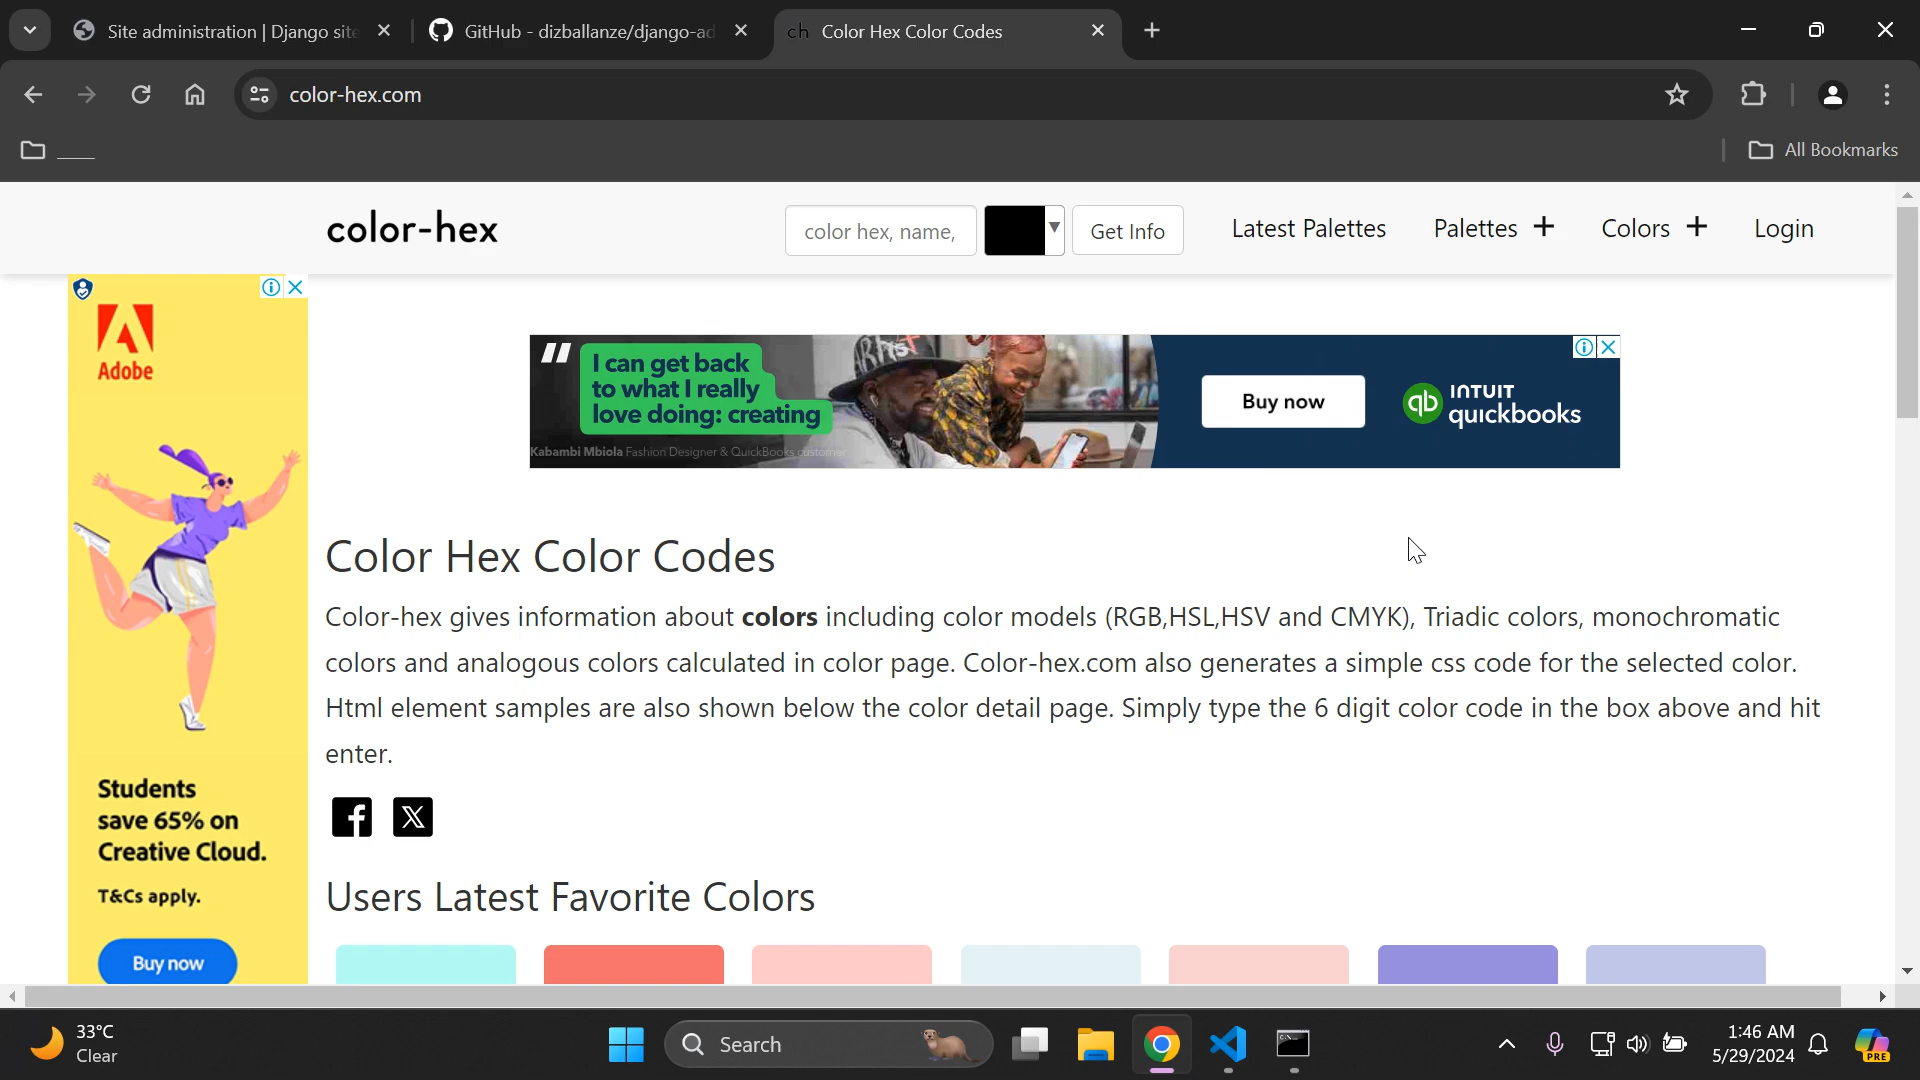 Site administration | Django site
GitHub - dizballanze/django-ad
ch Color Hex Color Codes
color-hex.com
____
All Bookmarks
color-hex
color hex, name,
Get Info
Latest Palettes
Palettes +
Colors +
Login
Adobe
Students
save 65% on
Creative Cloud.
T&Cs apply.
Buy now
"
I can get back
to what I really
love doing: creating
Kabambi Mbiola Fashion Designer & QuickBooks customer
Buy now
qb INTUIT
quickbooks
Color Hex Color Codes
Color-hex gives information about colors including color models (RGB,HSL,HSV and CMYK), Triadic colors, monochromatic
colors and analogous colors calculated in color page. Color-hex.com also generates a simple css code for the selected color.
Html element samples are also shown below the color detail page. Simply type the 6 digit color code in the box above and hit
enter.
Users Latest Favorite Colors
33°C
Clear
Search
1:46 AM
5/29/2024
PRE